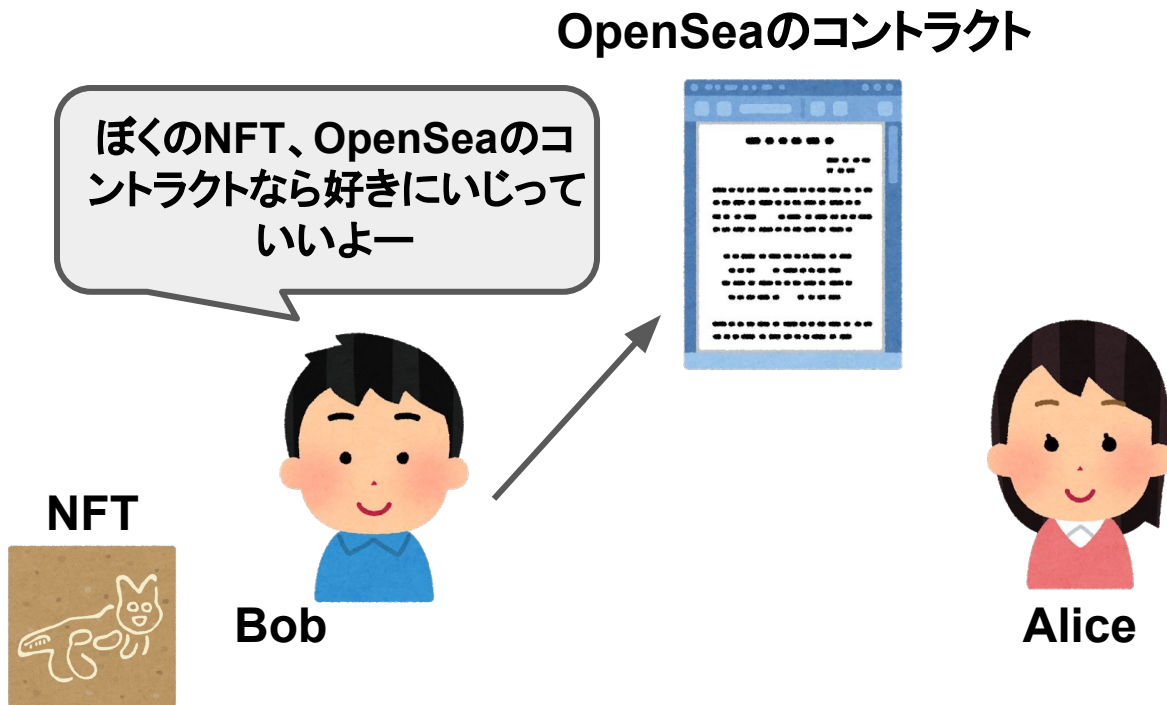 OpenSeaのコントラクト
ぼくのNFT、OpenSeaのコ
ントラクトなら好きにいじって
いいよー
NFT
Bob
Alice